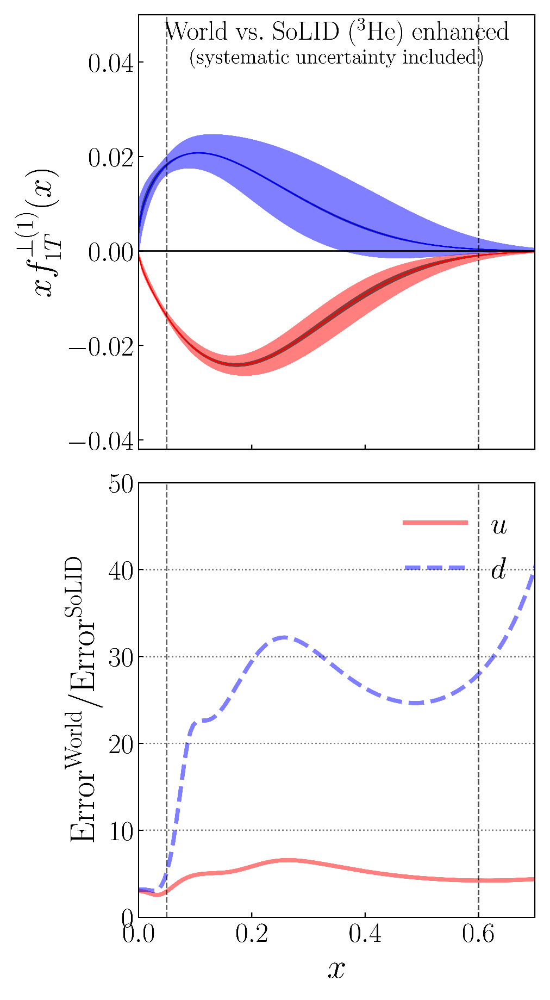 World vs. SoLID (³He) enhanced
(systematic uncertainty included)
x f_{1T}^{⊥(1)}(x)
0.04
0.02
0.00
−0.02
−0.04
Error^{World}/Error^{SoLID}
50
40
30
20
10
0
u
d
0.0 0.2 0.4 0.6
x